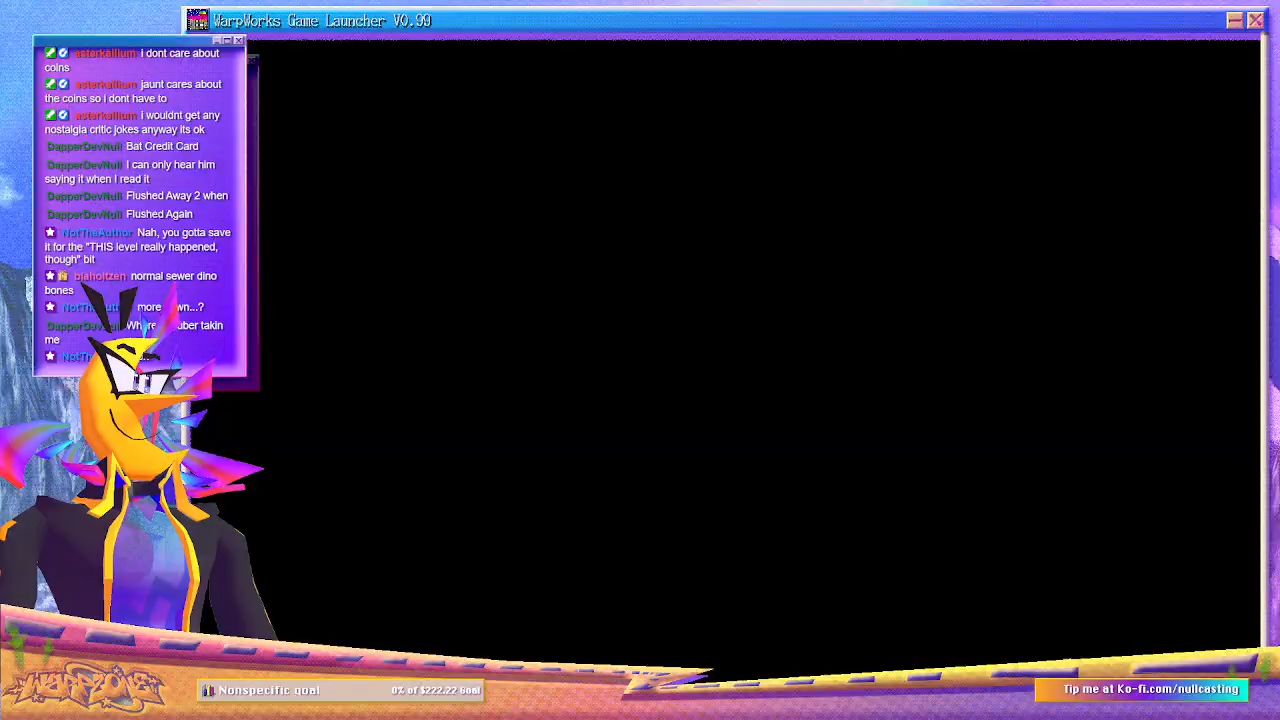 WarpWorks Game Launcher V0.99
asterkallium i dont care about
coins
asterkallium jaunt cares about
the coins so I dont have to
asterkallium i wouldnt get any
nostalgia critic jokes anyway its ok
DapperDevNull Bat Credit Card
DapperDevNull I can only hear him
saying it when I read it
DapperDevNull Flushed Away 2 when
DapperDevNull Flushed Again
NotTheAuthor Nah, you gotta save
it for the "THIS level really happened,
though" bit
blahoitzen normal sewer dino
bones
more
takin
me
WARPZONE
Nonspecific goal
0% of $222.22 Goal
Tip me at Ko-fi.com/nullcasting